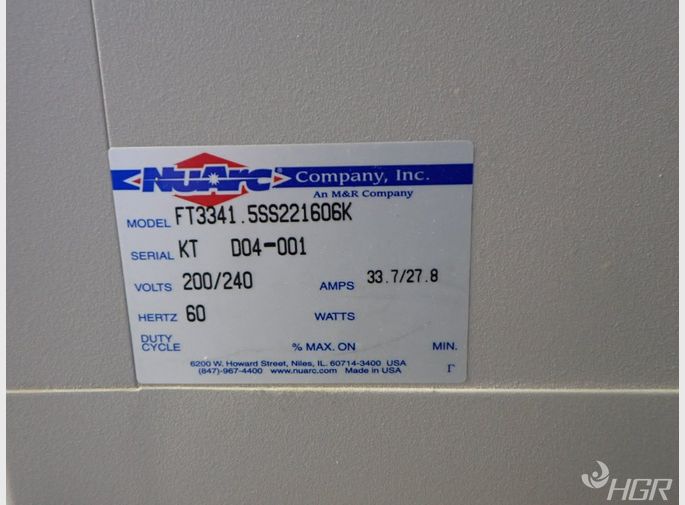 NuArc® Company, Inc.
An M&R Company
MODEL FT3341.5SS221606K
SERIAL KT D04-001
VOLTS 200/240 AMPS 33.7/27.8
HERTZ 60 WATTS
DUTY CYCLE % MAX. ON MIN.
6200 W. Howard Street, Niles, IL. 60714-3400 USA
(847)-967-4400 www.nuarc.com Made in USA
Γ
HGR